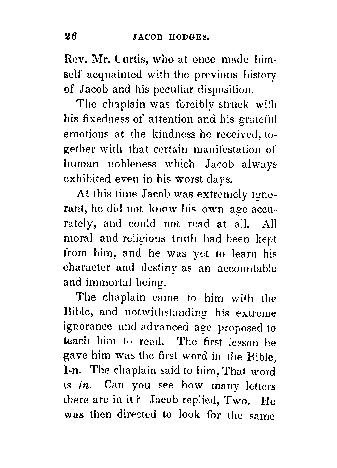 26 JACOB HODGES.
Rev. Mr. Curtis, who at once made him-
self acquainted with the previous history
of Jacob and his peculiar disposition.
The chaplain was forcibly struck with
his fixedness of attention and his grateful
emotions at the kindness he received, to-
gether with that certain manifestation of
human nobleness which Jacob always
exhibited even in his worst days.
At this time Jacob was extremely igno-
rant, he did not know his own age accu-
rately, and could not read at all. All
moral and religious truth had been kept
from him, and he was yet to learn his
character and destiny as an accountable
and immortal being.
The chaplain came to him with the
Bible, and notwithstanding his extreme
ignorance and advanced age proposed to
teach him to read. The first lesson he
gave him was the first word in the Bible,
I-n. The chaplain said to him, That word
is in. Can you see how many letters
there are in it? Jacob replied, Two. He
was then directed to look for the same